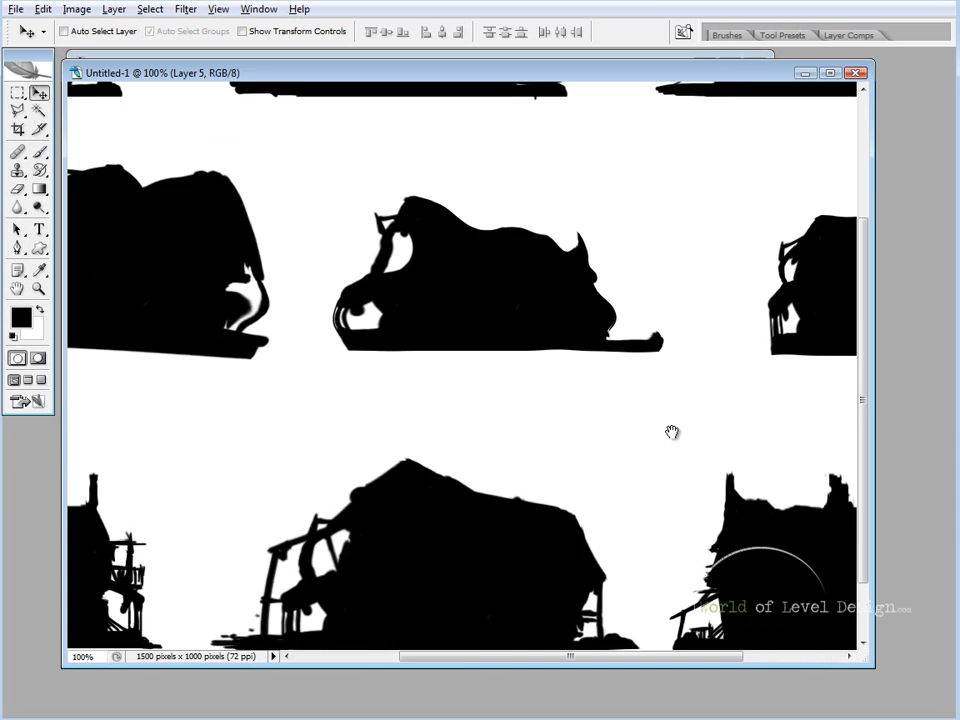 File Edit Image Layer Select Filter View Window Help
Auto Select Layer Auto Select Groups Show Transform Controls Brushes Tool Presets Layer Comps
Untitled-1 @ 100% (Layer 5, RGB/8)
World of Level Design.com
100% 1500 pixels x 1000 pixels (72 ppi)